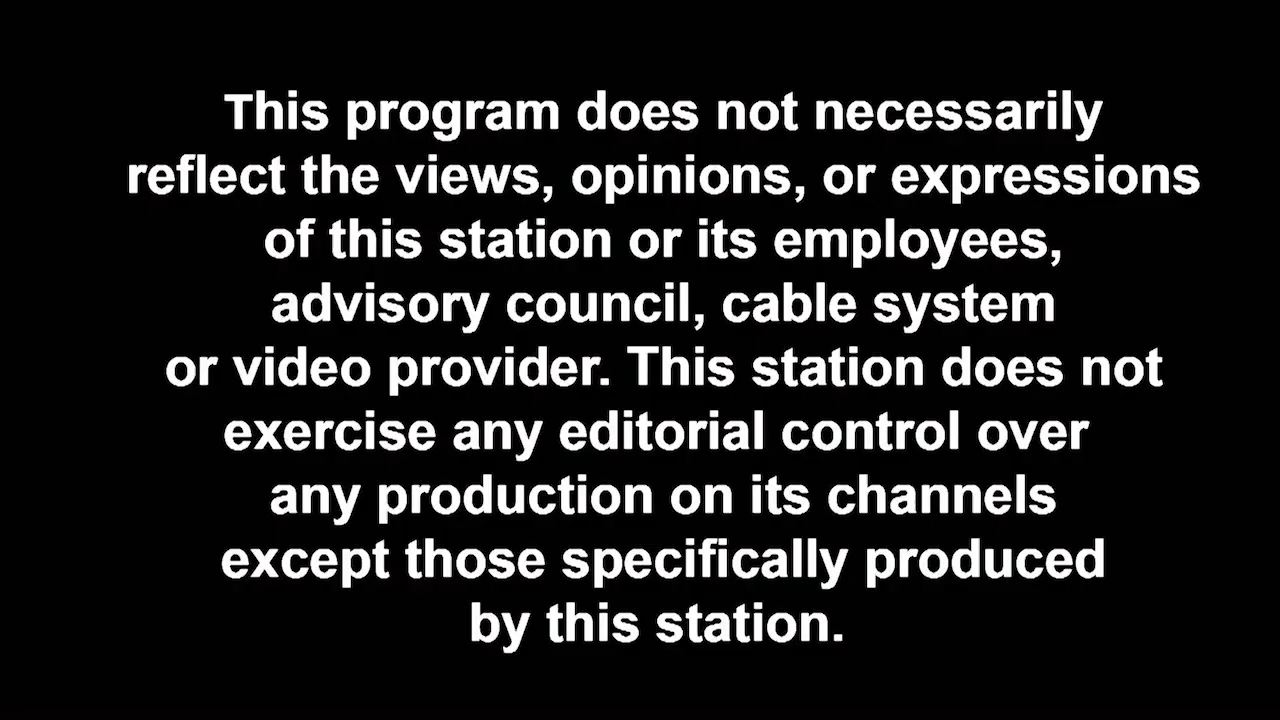 This program does not necessarily
reflect the views, opinions, or expressions
of this station or its employees,
advisory council, cable system
or video provider. This station does not
exercise any editorial control over
any production on its channels
except those specifically produced
by this station.